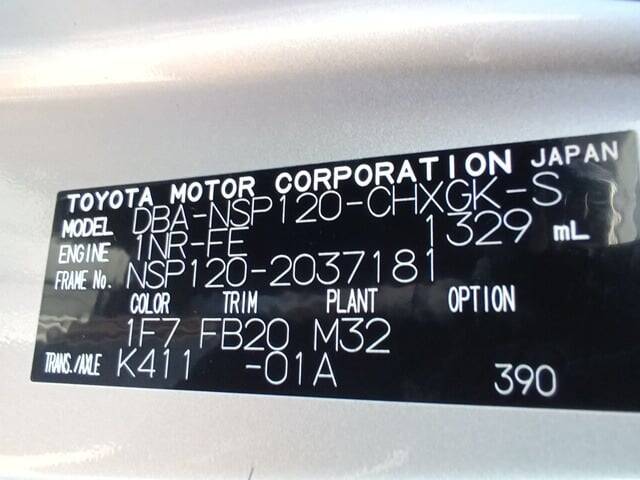 TOYOTA MOTOR CORPORATION JAPAN
MODEL DBA-NSP120-CHXGK-S
ENGINE 1NR-FE 1329 mL
FRAME No. NSP120-2037181
COLOR TRIM PLANT OPTION
1F7 FB20 M32
TRANS./AXLE K411 -01A 390